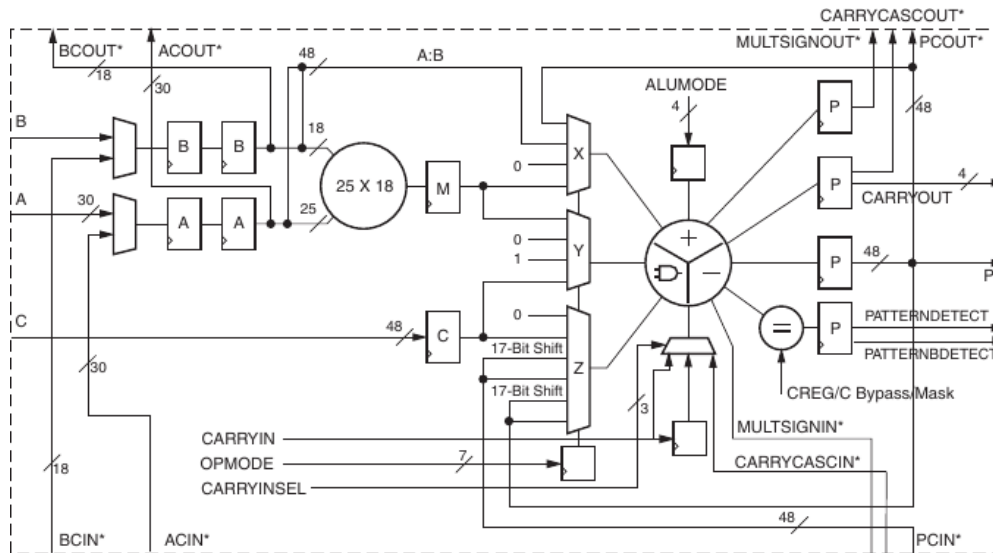 CARRYCASCOUT*
BCOUT* ACOUT* MULTSIGNOUT* PCOUT*
48 A:B
18
30 ALUMODE
4 48
P
B
18 X
B B 0
25 X 18 M P 4
A 30 CARRYOUT
25
A A 0 Y
1 48
P
P
C 0 PATTERNDETECT
48 C = P
17-Bit Shift PATTERNBDETECT
Z
30 17-Bit Shift CREG/C Bypass/Mask
3
CARRYIN MULTSIGNIN*
18 OPMODE 7 CARRYCASCIN*
CARRYINSEL
48
BCIN* ACIN* PCIN*